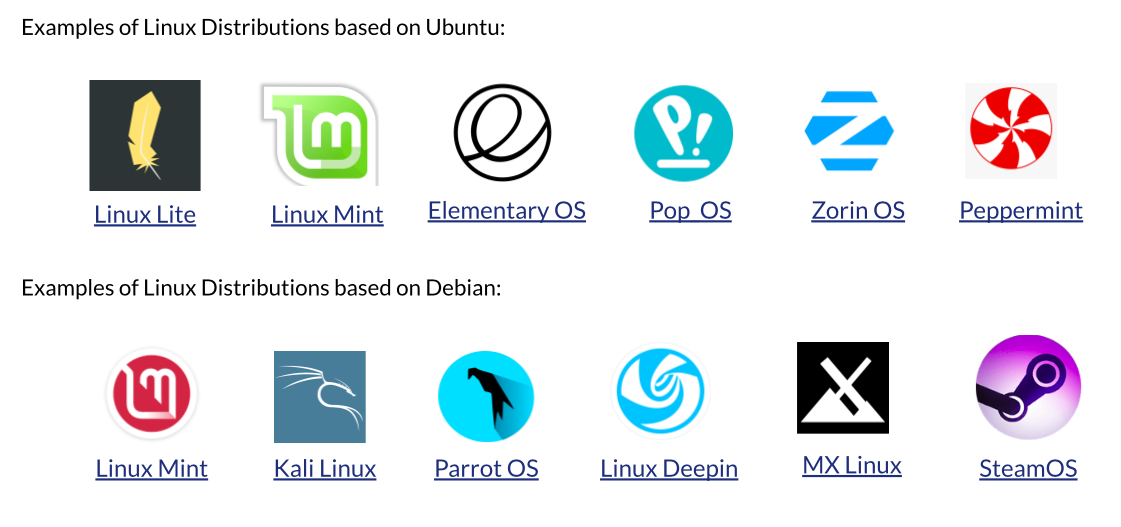 Examples of Linux Distributions based on Ubuntu:
P!
Linux Lite Linux Mint Elementary OS Pop_OS Zorin OS Peppermint
Examples of Linux Distributions based on Debian:
Linux Mint Kali Linux Parrot OS Linux Deepin MX Linux SteamOS